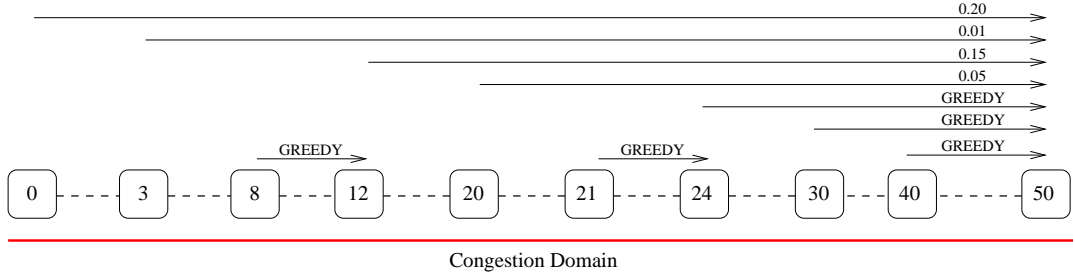 0.20
0.01
0.15
0.05
GREEDY
GREEDY
GREEDY GREEDY GREEDY
0 3 8 12 20 21 24 30 40 50
Congestion Domain